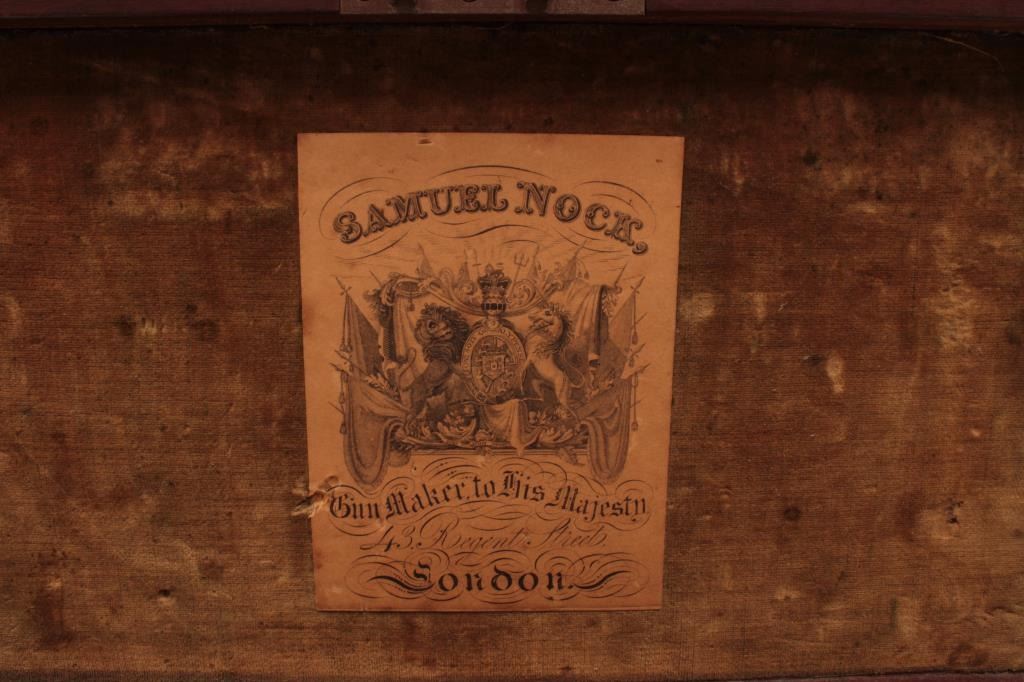 SAMUEL NOCK,
Gun Maker, to His Majesty
43. Regent Street,
London.